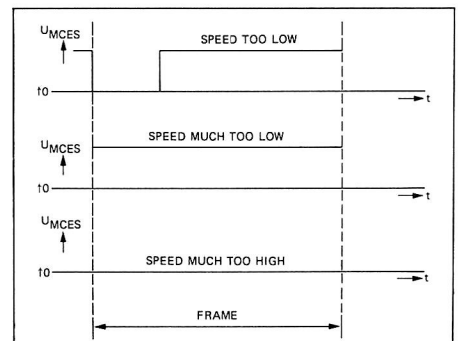 UMCES
SPEED TOO LOW
t0
t
UMCES
SPEED MUCH TOO LOW
t0
t
UMCES
t0
SPEED MUCH TOO HIGH
t
FRAME